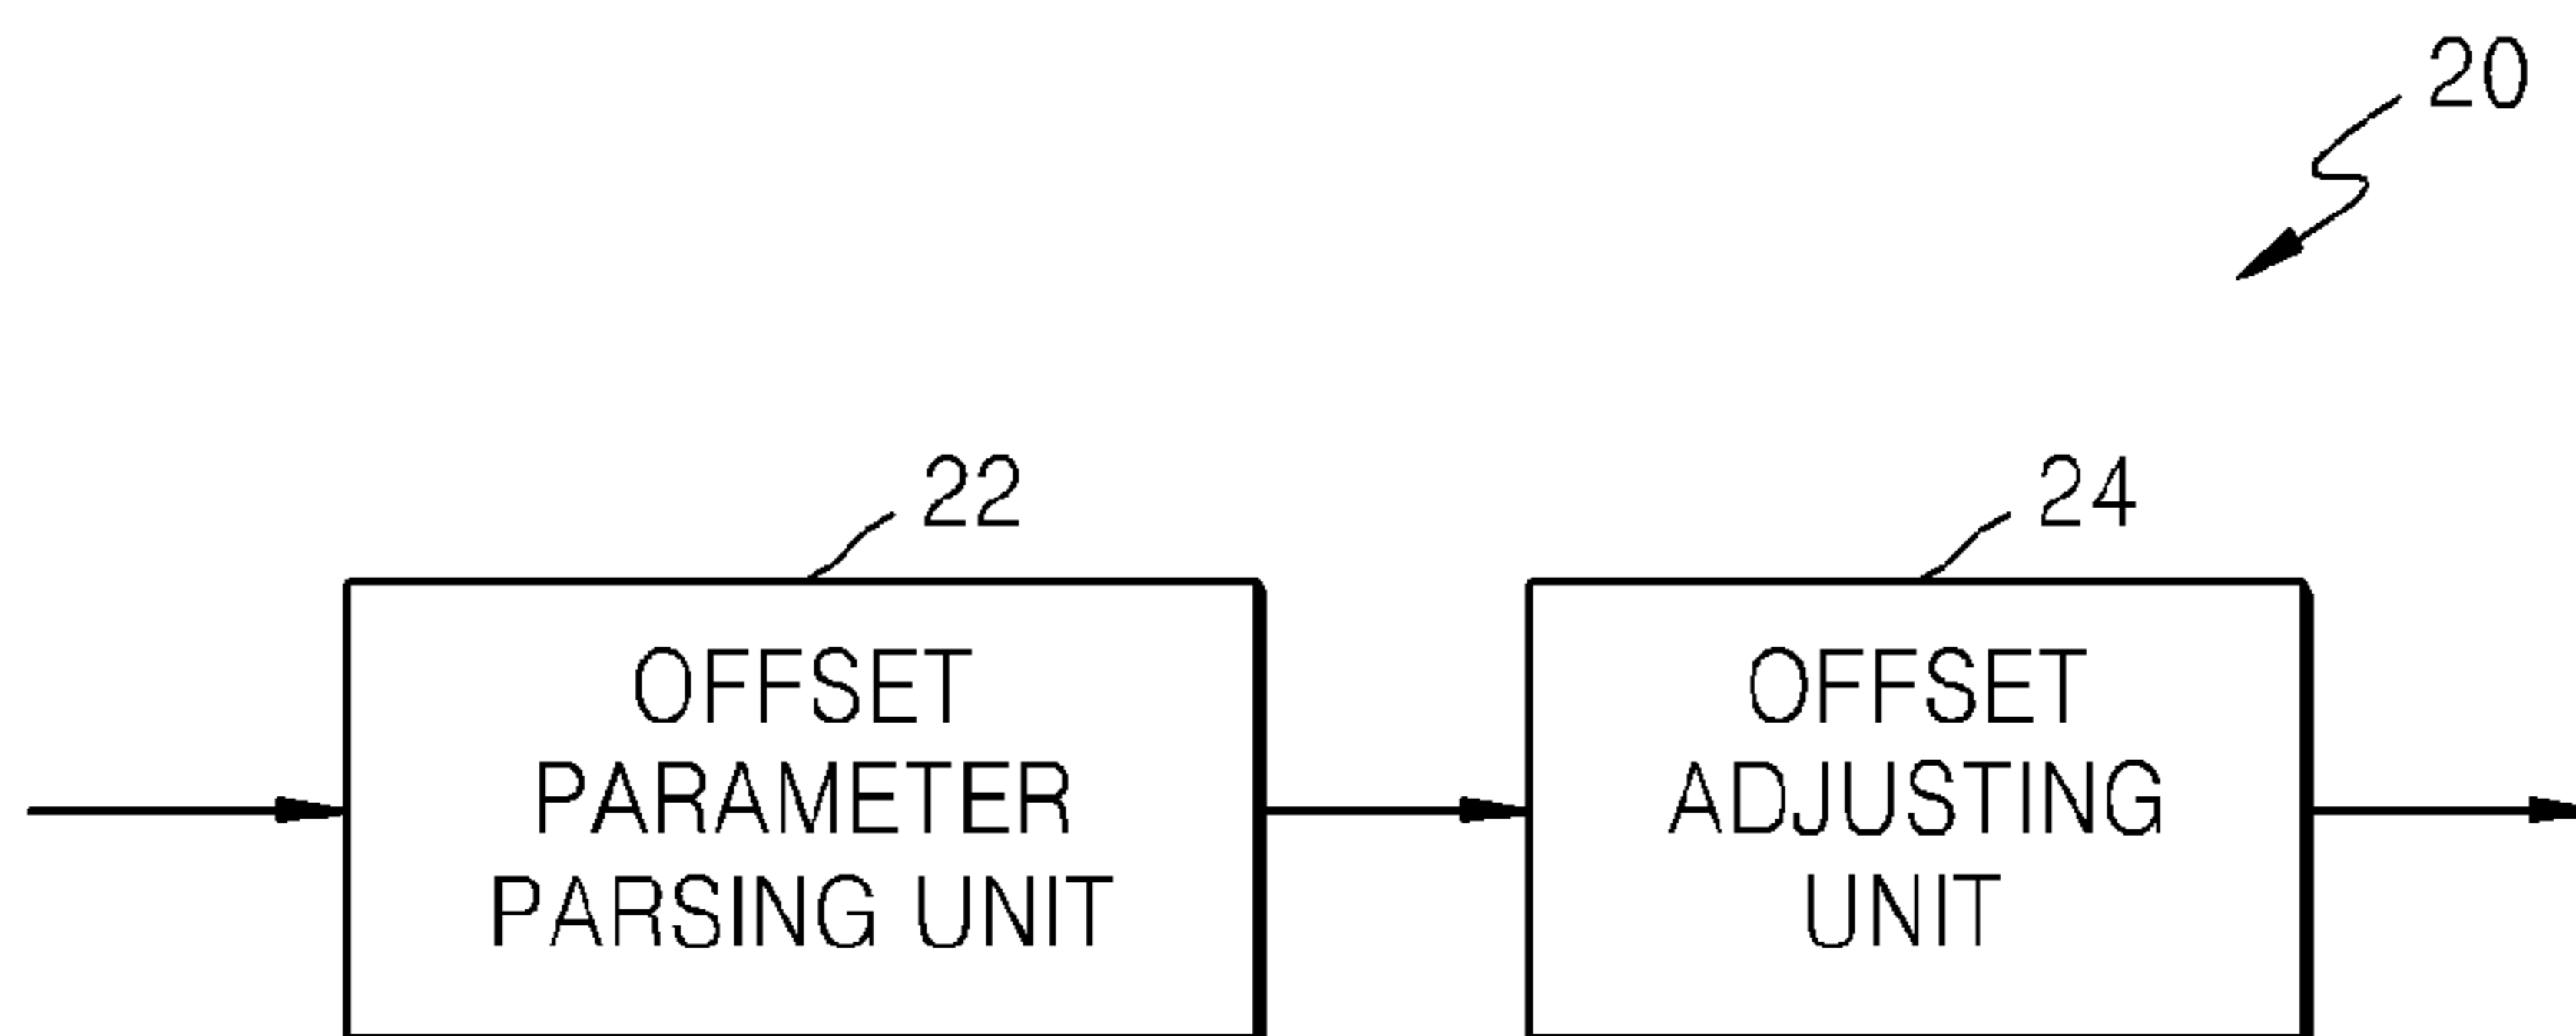 20
22
OFFSET
PARAMETER
PARSING UNIT
24
OFFSET
ADJUSTING
UNIT